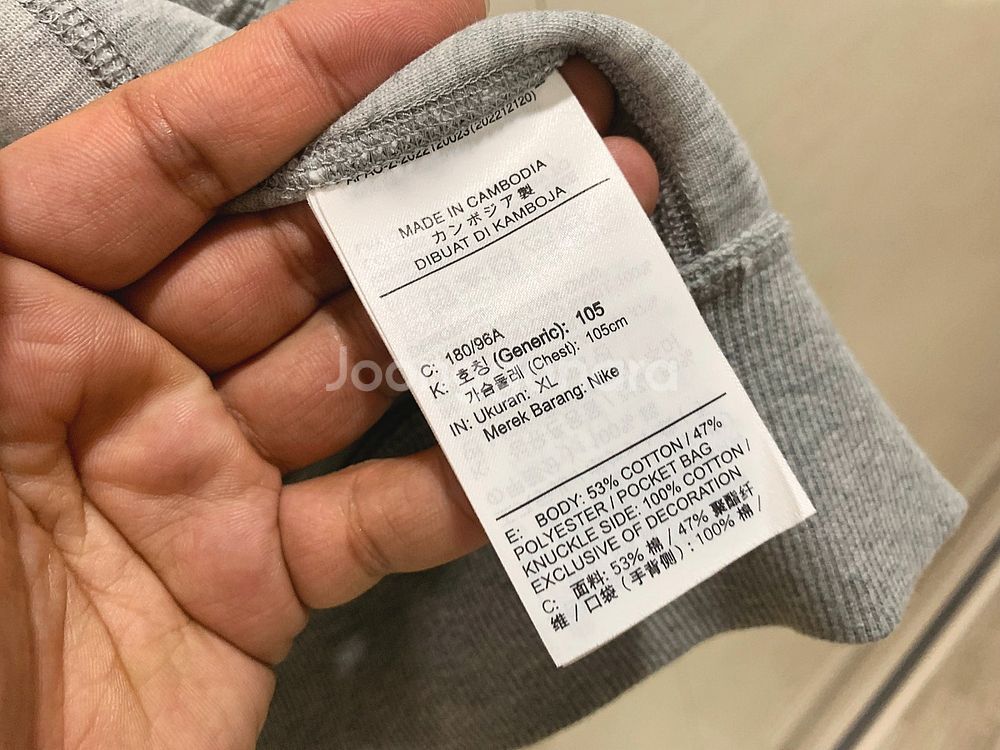 APAC-Z-2022120023(202212120)
MADE IN CAMBODIA
カンボジア製
DIBUAT DI KAMBOJA
C: 180/96A
K: 호칭 (Generic): 105
가슴둘레 (Chest): 105cm
IN: Ukuran: XL
Merek Barang: Nike
E: BODY: 53% COTTON / 47%
POLYESTER / POCKET BAG
KNUCKLE SIDE: 100% COTTON /
EXCLUSIVE OF DECORATION
C: 面料: 53% 棉 / 47% 聚酯纤
维 / 口袋 (手背侧) : 100% 棉 /